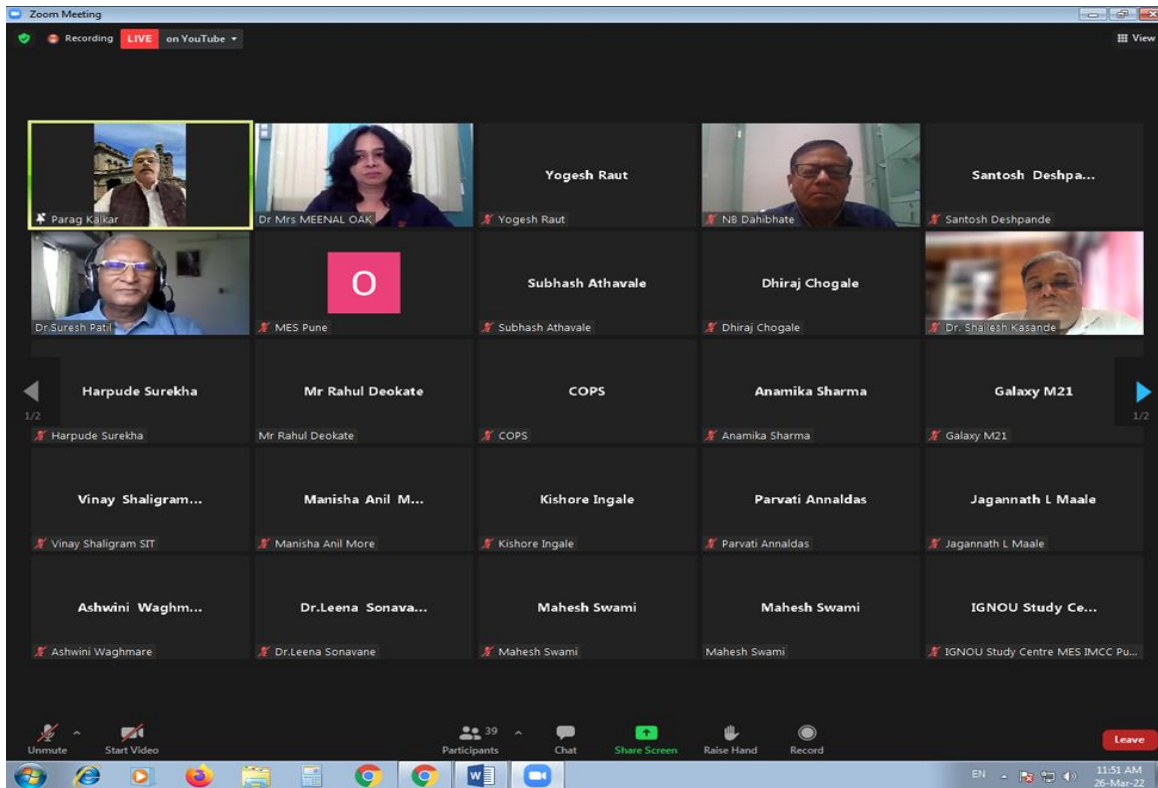 Zoom Meeting
Recording LIVE on YouTube
View
Parag Kalkar
Dr Mrs MEENAL OAK
Yogesh Raut
Yogesh Raut
NB Dahibhate
Santosh Deshpa...
Santosh Deshpande
Dr.Suresh Patil
O
MES Pune
Subhash Athavale
Subhash Athavale
Dhiraj Chogale
Dhiraj Chogale
Dr. Shailesh Kasande
1/2
Harpude Surekha
Harpude Surekha
Mr Rahul Deokate
Mr Rahul Deokate
COPS
COPS
Anamika Sharma
Anamika Sharma
Galaxy M21
Galaxy M21
1/2
Vinay Shaligram...
Vinay Shaligram SIT
Manisha Anil M...
Manisha Anil More
Kishore Ingale
Kishore Ingale
Parvati Annaldas
Parvati Annaldas
Jagannath L Maale
Jagannath L Maale
Ashwini Waghm...
Ashwini Waghmare
Dr.Leena Sonava...
Dr.Leena Sonavane
Mahesh Swami
Mahesh Swami
Mahesh Swami
Mahesh Swami
IGNOU Study Ce...
IGNOU Study Centre MES IMCC Pu...
Unmute
Start Video
39
Participants
Chat
Share Screen
Raise Hand
Record
Leave
W
EN
11:51 AM
26-Mar-22